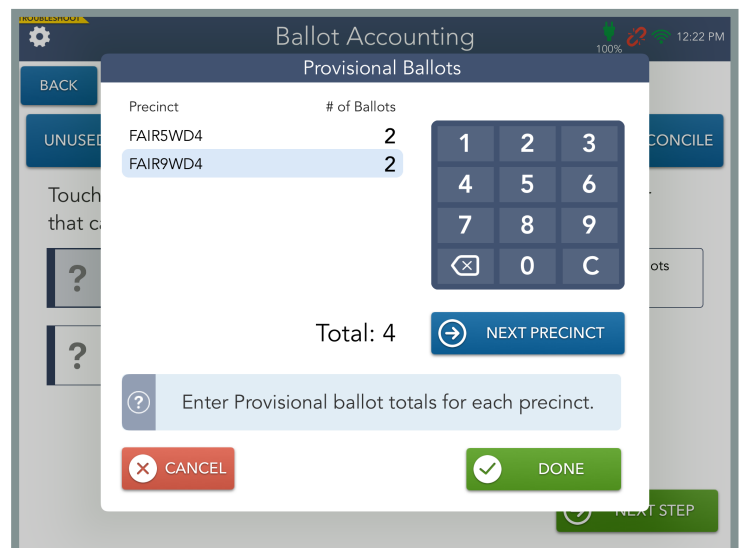 TROUBLESHOOT
Ballot Accounting
100%
12:22 PM
Provisional Ballots
BACK
Precinct # of Ballots
FAIR5WD4 2
FAIR9WD4 2
1 2 3
4 5 6
7 8 9
0 C
UNUSED
CONCILE
Touch
that ca
?
ots
?
Total: 4
NEXT PRECINCT
? Enter Provisional ballot totals for each precinct.
CANCEL
DONE
NEXT STEP